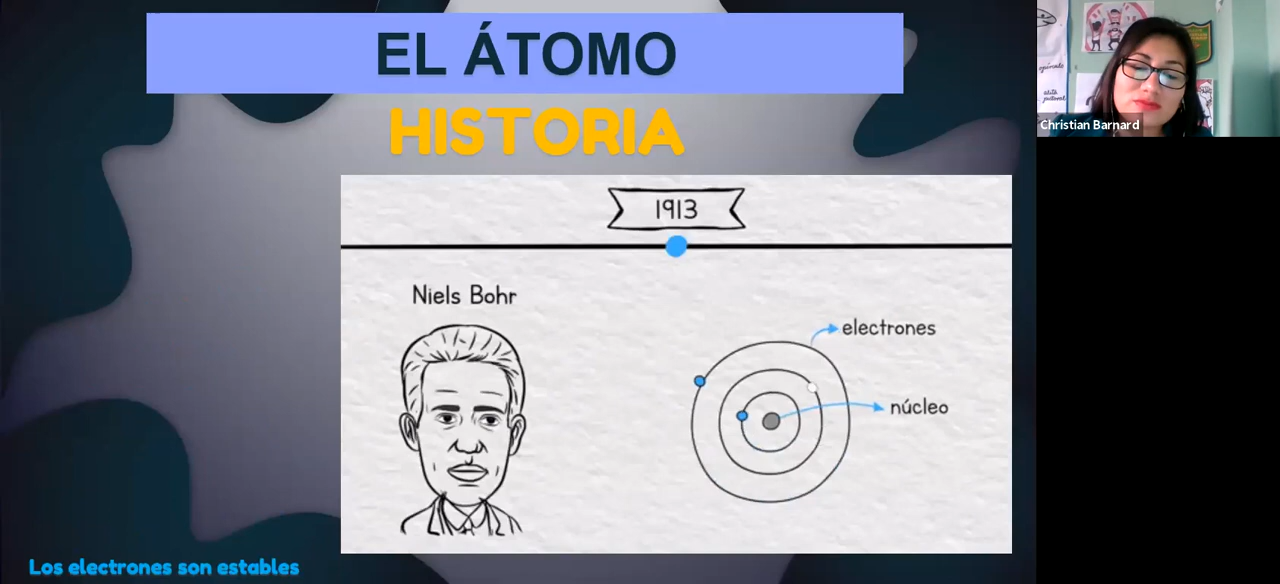 EL ÁTOMO
HISTORIA
1913
Niels Bohr
electrones
núcleo
Los electrones son estables
Christian Barnard